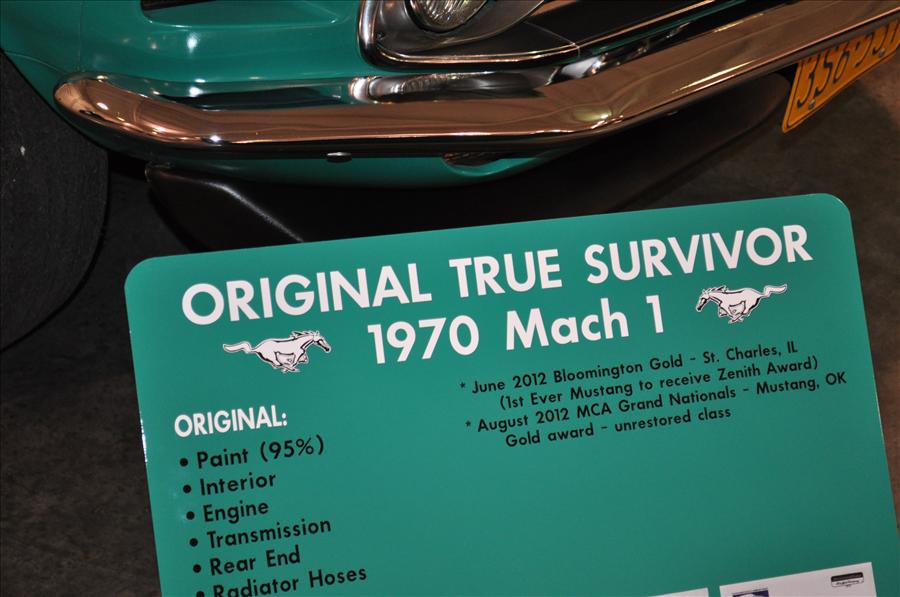 ORIGINAL TRUE SURVIVOR
1970 Mach 1
* June 2012 Bloomington Gold - St. Charles, IL
(1st Ever Mustang to receive Zenith Award)
* August 2012 MCA Grand Nationals - Mustang, OK
Gold award - unrestored class
ORIGINAL:
• Paint (95%)
• Interior
• Engine
• Transmission
• Rear End
• Radiator Hoses